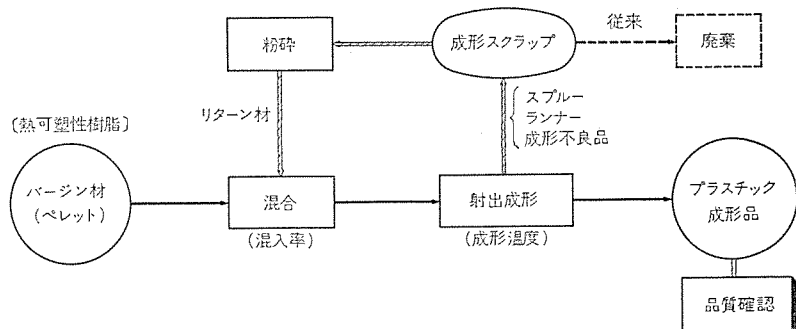 粉砕
成形スクラップ
従来
廃棄
リターン材
スプルー
ランナー
成形不良品
〔熱可塑性樹脂〕
バージン材
(ペレット)
混合
(混入率)
射出成形
(成形温度)
プラスチック
成形品
品質確認